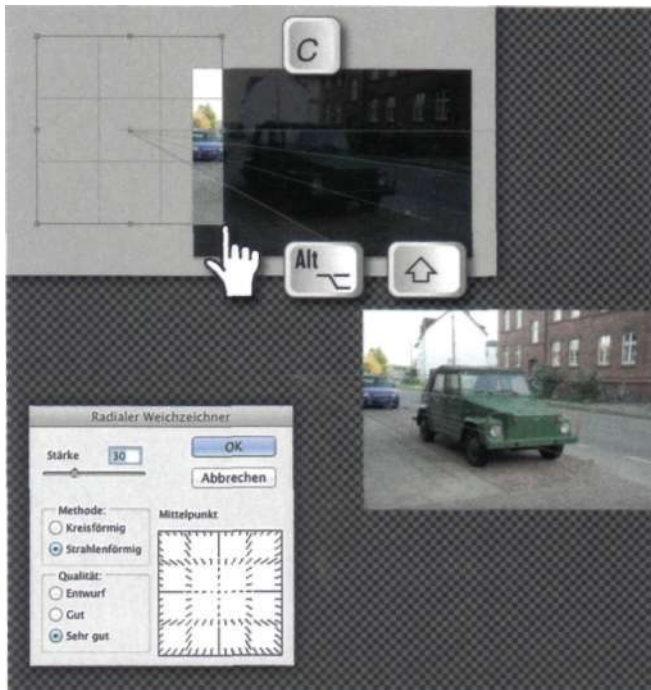 C
Alt
Radialer Weichzeichner
Stärke 30
OK
Abbrechen
Methode:
Kreisförmig
Strahlenförmig
Mittelpunkt
Qualität:
Entwurf
Gut
Sehr gut